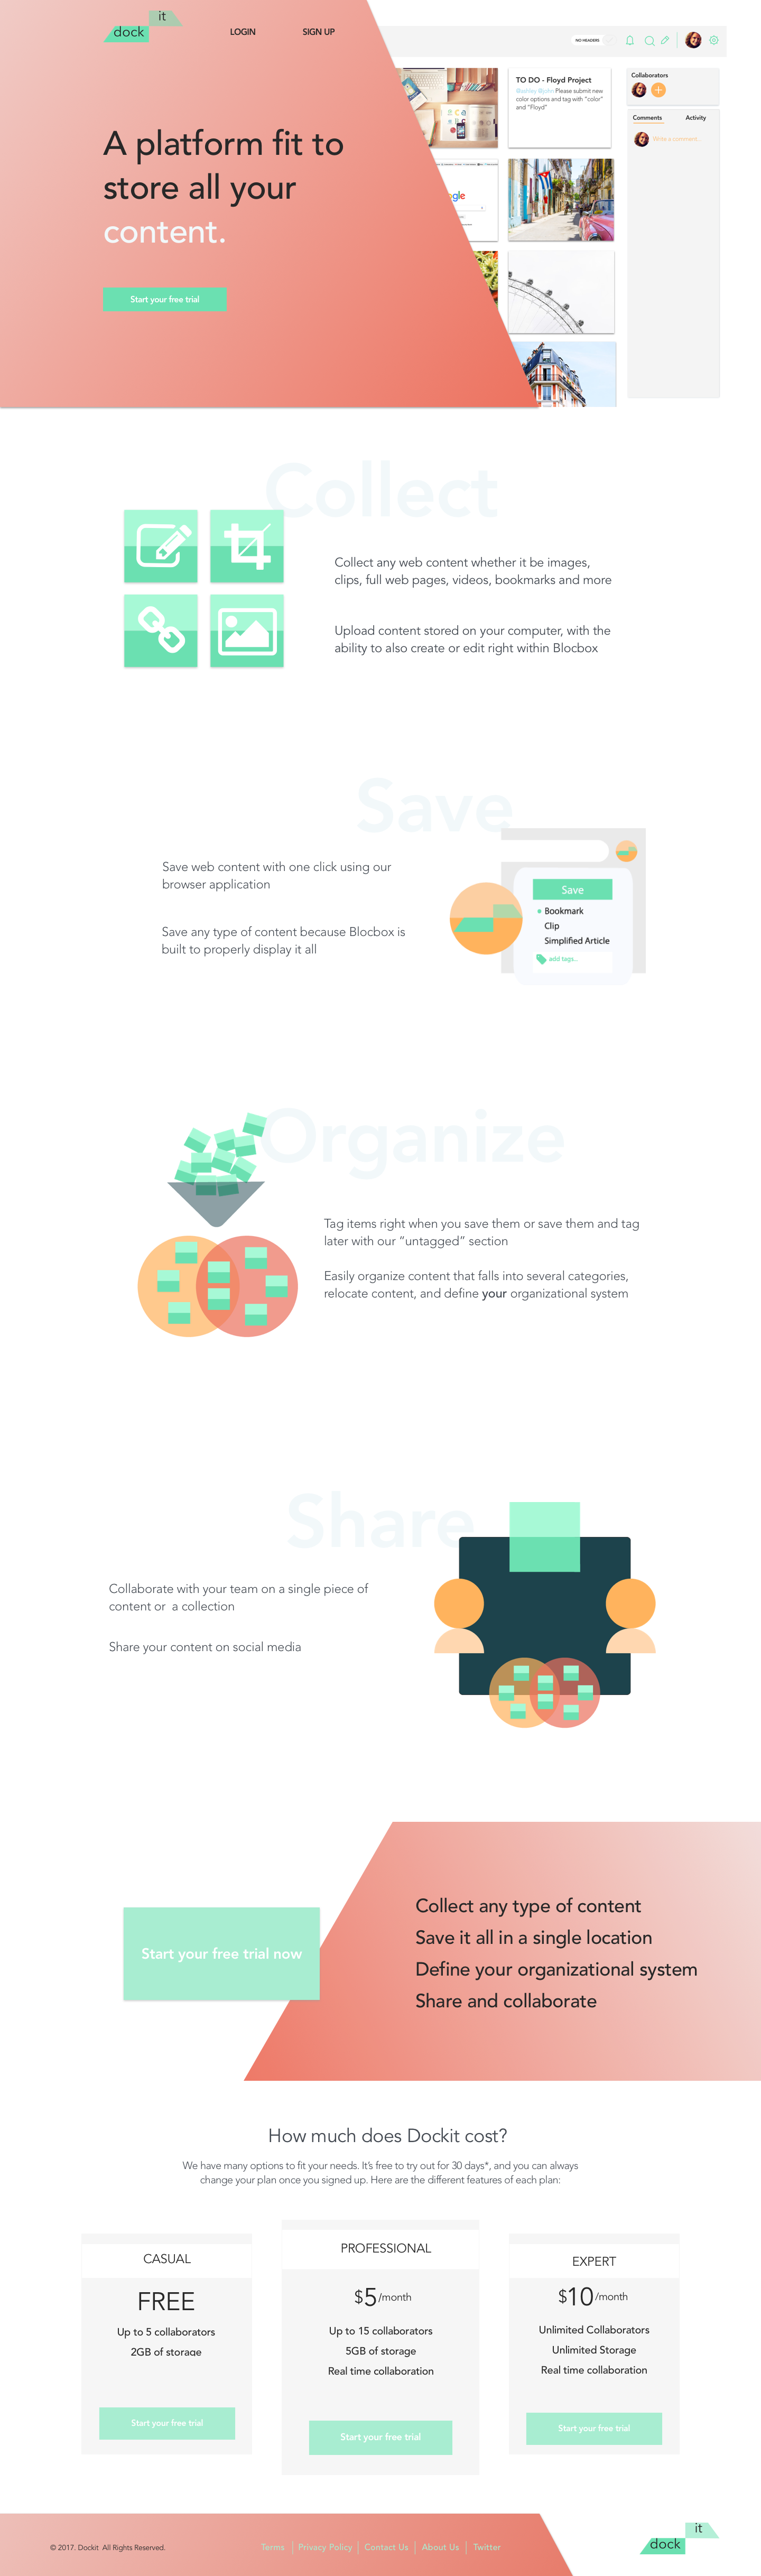 it
dock
LOGIN
SIGN UP
NO HEADERS
A platform fit to
store all your
content.
Start your free trial
gle
TO DO - Floyd Project
@ashley @john Please submit new
color options and tag with “color”
and “Floyd”
Collaborators
Comments
Activity
Write a comment...
Collect
Collect any web content whether it be images,
clips, full web pages, videos, bookmarks and more
Upload content stored on your computer, with the
ability to also create or edit right within Blocbox
Save
Save web content with one click using our
browser application
Save any type of content because Blocbox is
built to properly display it all
Save
Bookmark
Clip
Simplified Article
add tags..
Organize
Tag items right when you save them or save them and tag
later with our “untagged” section
Easily organize content that falls into several categories,
relocate content, and define your organizational system
Share
Collaborate with your team on a single piece of
content or a collection
Share your content on social media
Start your free trial now
Collect any type of content
Save it all in a single location
Define your organizational system
Share and collaborate
How much does Dockit cost?
We have many options to fit your needs. It’s free to try out for 30 days*, and you can always
change your plan once you signed up. Here are the different features of each plan:
CASUAL
FREE
Up to 5 collaborators
2GB of storage
Start your free trial
PROFESSIONAL
$5/month
Up to 15 collaborators
5GB of storage
Real time collaboration
Start your free trial
EXPERT
$10/month
Unlimited Collaborators
Unlimited Storage
Real time collaboration
Start your free trial
© 2017. Dockit All Rights Reserved.
Terms
Privacy Policy
Contact Us
About Us
Twitter
it
dock